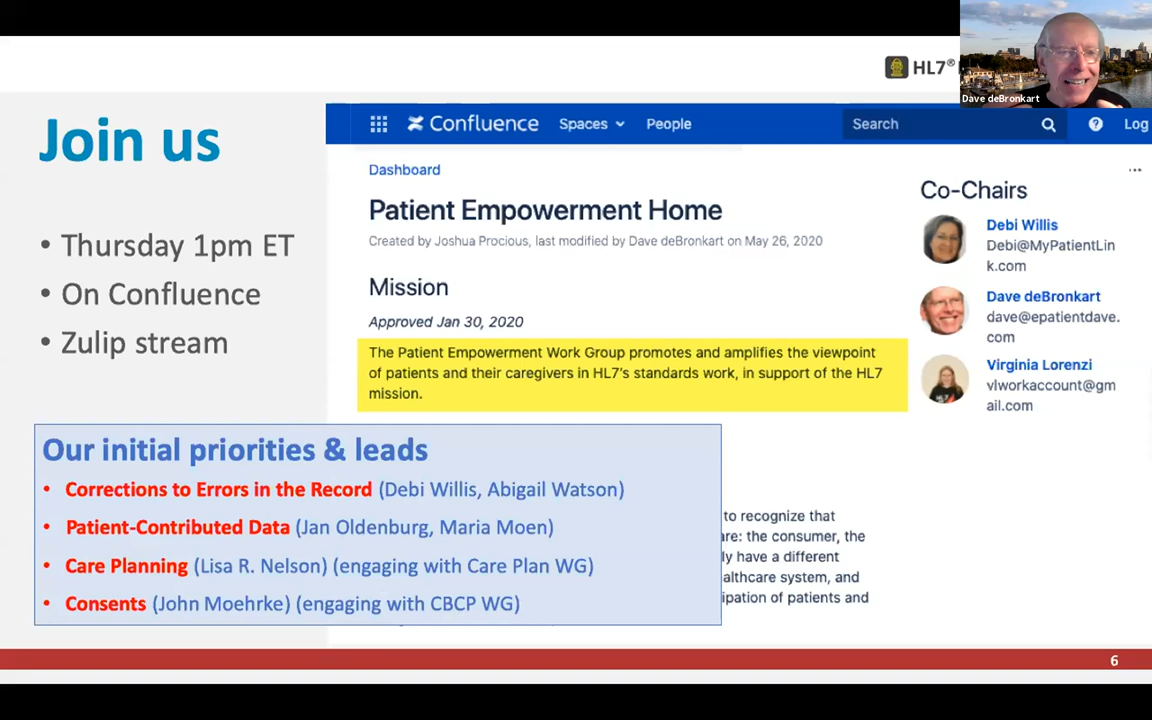 HL7®
Dave deBronkart
Join us
• Thursday 1pm ET
• On Confluence
• Zulip stream
Confluence Spaces People Search Log
Dashboard
Patient Empowerment Home
Created by Joshua Procious, last modified by Dave deBronkart on May 26, 2020
Mission
Approved Jan 30, 2020
The Patient Empowerment Work Group promotes and amplifies the viewpoint
of patients and their caregivers in HL7's standards work, in support of the HL7
mission.
Co-Chairs
Debi Willis
Debi@MyPatientLin
k.com
Dave deBronkart
dave@epatientdave.
com
Virginia Lorenzi
vlworkaccount@gm
ail.com
Our initial priorities & leads
• Corrections to Errors in the Record (Debi Willis, Abigail Watson)
• Patient-Contributed Data (Jan Oldenburg, Maria Moen)
• Care Planning (Lisa R. Nelson) (engaging with Care Plan WG)
• Consents (John Moehrke) (engaging with CBCP WG)
to recognize that
are: the consumer, the
have a different
healthcare system, and
of patients and
6